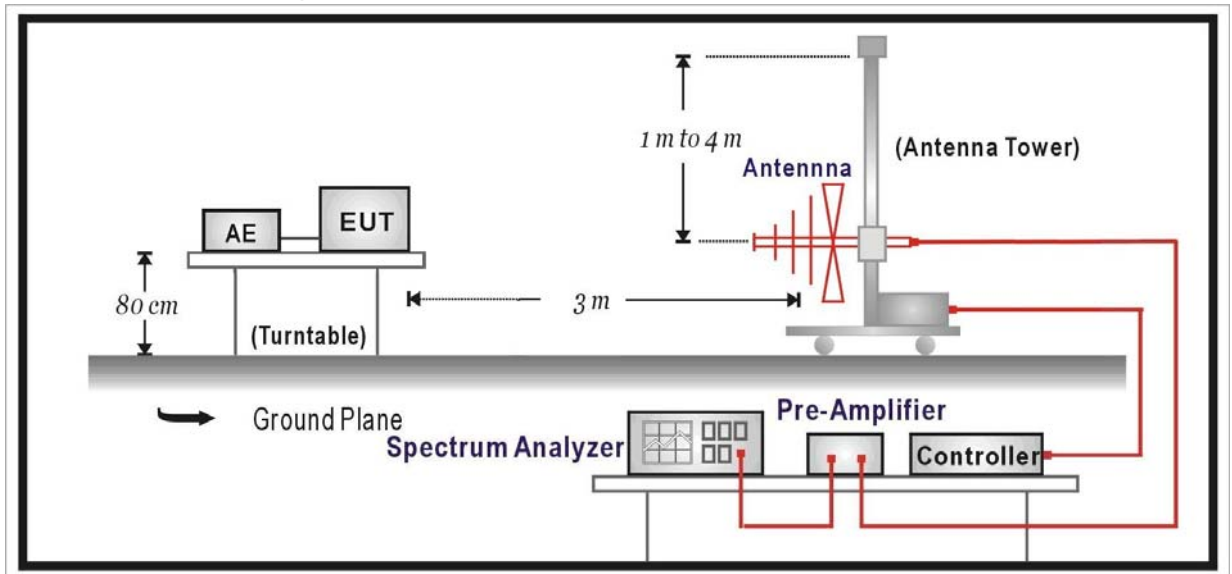 1 m to 4 m
(Antenna Tower)
Antennna
AE
EUT
80 cm
3 m
(Turntable)
Ground Plane
Pre-Amplifier
Spectrum Analyzer
Controller